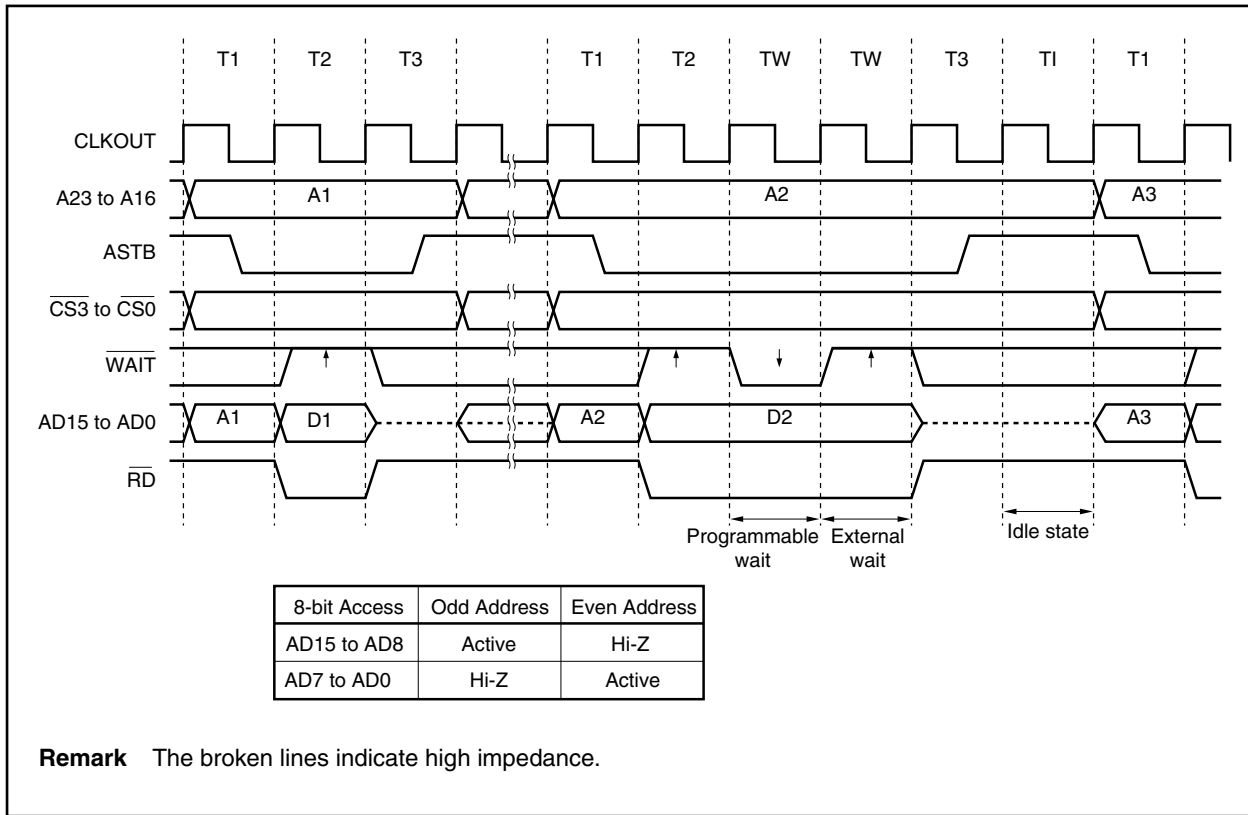 T1 T2 T3 T1 T2 TW TW T3 TI T1
CLKOUT
A23 to A16 A1 A2 A3
ASTB
CS3 to CS0
WAIT
AD15 to AD0 A1 D1 A2 D2 A3
RD
Programmable wait External wait Idle state
8-bit Access Odd Address Even Address
AD15 to AD8 Active Hi-Z
AD7 to AD0 Hi-Z Active
Remark The broken lines indicate high impedance.